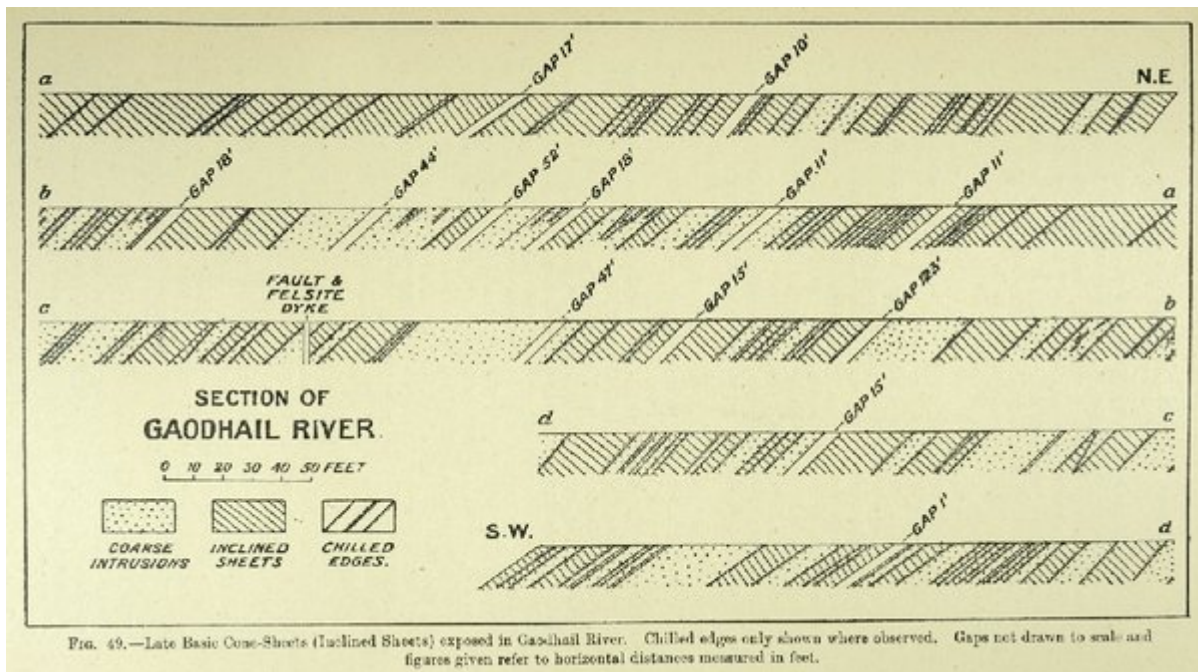 a GAP 17' GAP 10' N.E
b GAP 18' GAP 44' GAP 52' GAP 18' GAP 11' GAP 11' a
FAULT &
FELSITE
DYKE
c GAP 47' GAP 15' GAP 123' b
SECTION OF
GAODHAIL RIVER.
0 10 20 30 40 50 FEET
d GAP 15' c
COARSE
INTRUSIONS
INCLINED
SHEETS
CHILLED
EDGES.
S.W. GAP 1' d
FIG. 49.—Late Basic Cone-Sheets (Inclined Sheets) exposed in Gaodhail River. Chilled edges only shown where observed. Gaps not drawn to scale and
figures given refer to horizontal distances measured in feet.